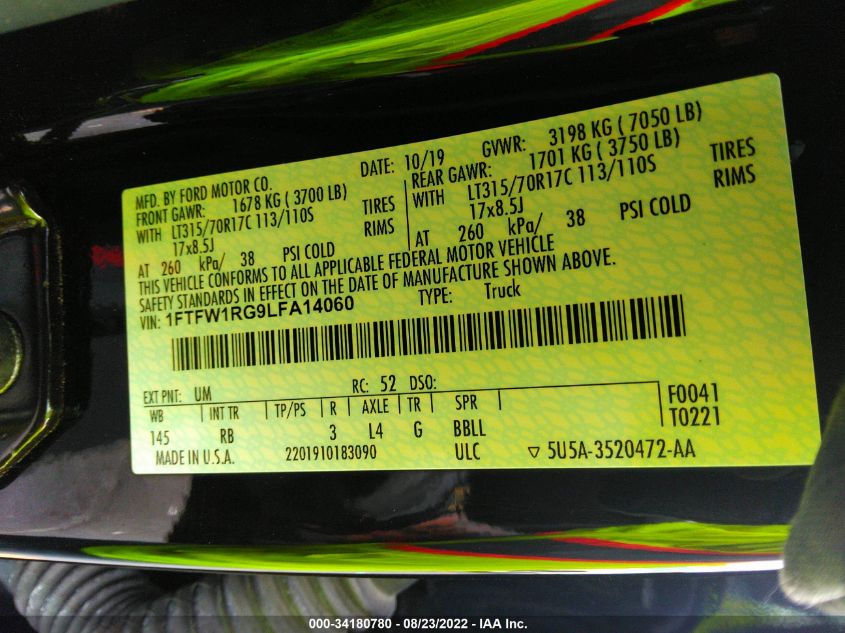 MFD. BY FORD MOTOR CO.
DATE: 10/19
GVWR: 3198 KG ( 7050 LB)
FRONT GAWR: 1678 KG ( 3700 LB)
WITH LT315/70R17C 113/110S TIRES
17x8.5J RIMS
AT 260 kPa/ 38 PSI COLD
REAR GAWR: 1701 KG ( 3750 LB)
WITH LT315/70R17C 113/110S TIRES
17x8.5J RIMS
AT 260 kPa/ 38 PSI COLD
THIS VEHICLE CONFORMS TO ALL APPLICABLE FEDERAL MOTOR VEHICLE
SAFETY STANDARDS IN EFFECT ON THE DATE OF MANUFACTURE SHOWN ABOVE.
VIN: 1FTFW1RG9LFA14060 TYPE: Truck
EXT PNT: UM RC: 52 DSO:
WB INT TR TP/PS R AXLE TR SPR
145 RB 3 L4 G BBLL
F0041
T0221
MADE IN U.S.A. 2201910183090 ULC ▽ 5U5A-3520472-AA
000-34180780 - 08/23/2022 - IAA Inc.